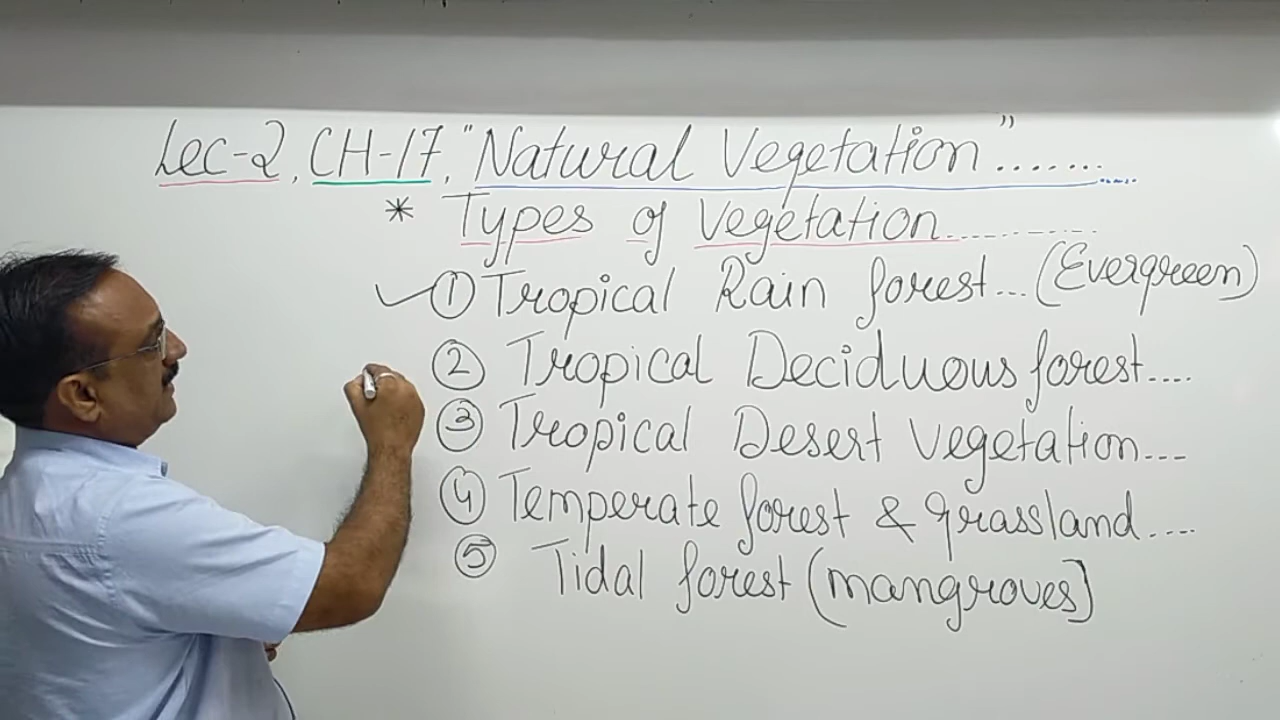 Lec-2, CH-17, "Natural Vegetation".......
* Types of Vegetation............
✓ ① Tropical Rain forest... (Evergreen)
② Tropical Deciduous forest....
③ Tropical Desert Vegetation....
④ Temperate forest & grassland....
⑤ Tidal forest (mangroves]